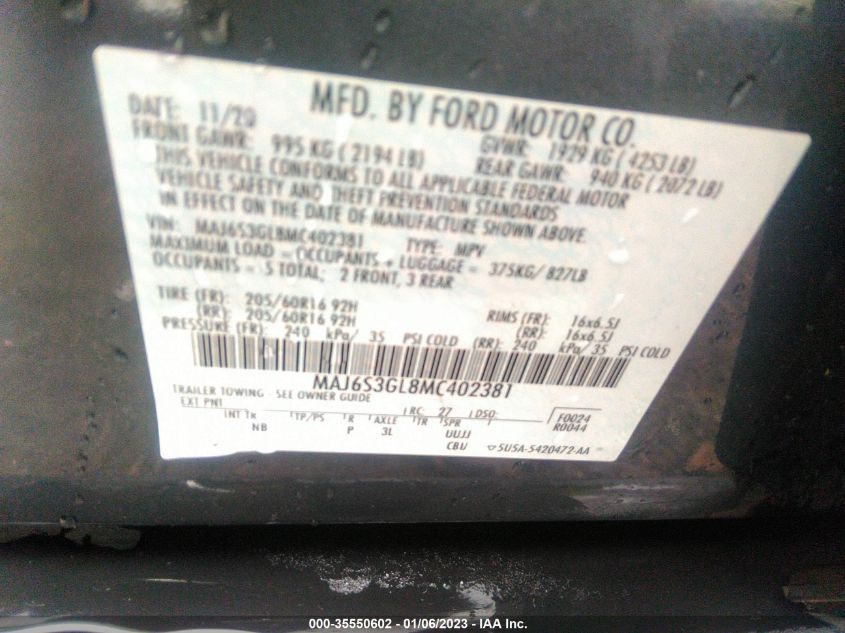 MFD. BY FORD MOTOR CO.
DATE: 11/20 GVWR: 1929 KG ( 4253 LB)
FRONT GAWR: 995 KG ( 2194 LB) REAR GAWR: 940 KG ( 2072 LB)
THIS VEHICLE CONFORMS TO ALL APPLICABLE FEDERAL MOTOR
VEHICLE SAFETY AND THEFT PREVENTION STANDARDS
IN EFFECT ON THE DATE OF MANUFACTURE SHOWN ABOVE.
VIN: MAJ6S3GL8MC402381 TYPE: MPV
MAXIMUM LOAD = OCCUPANTS + LUGGAGE = 375KG/ 827LB
OCCUPANTS = 5 TOTAL; 2 FRONT, 3 REAR
TIRE (FR): 205/60R16 92H RIMS (FR): 16x6.5J
(RR): 205/60R16 92H (RR): 16x6.5J
PRESSURE (FR): 240 kPa/ 35 PSI COLD (RR): 240 kPa/ 35 PSI COLD
MAJ6S3GL8MC402381
TRAILER TOWING - SEE OWNER GUIDE
EXT PNT RC: 27 DSO: F0024
INT TR TP/PS R AXLE TR SPR R0044
NB P 3L UUJJ
CBU 5U5A-5420472-AA
000-35550602 - 01/06/2023 - IAA Inc.